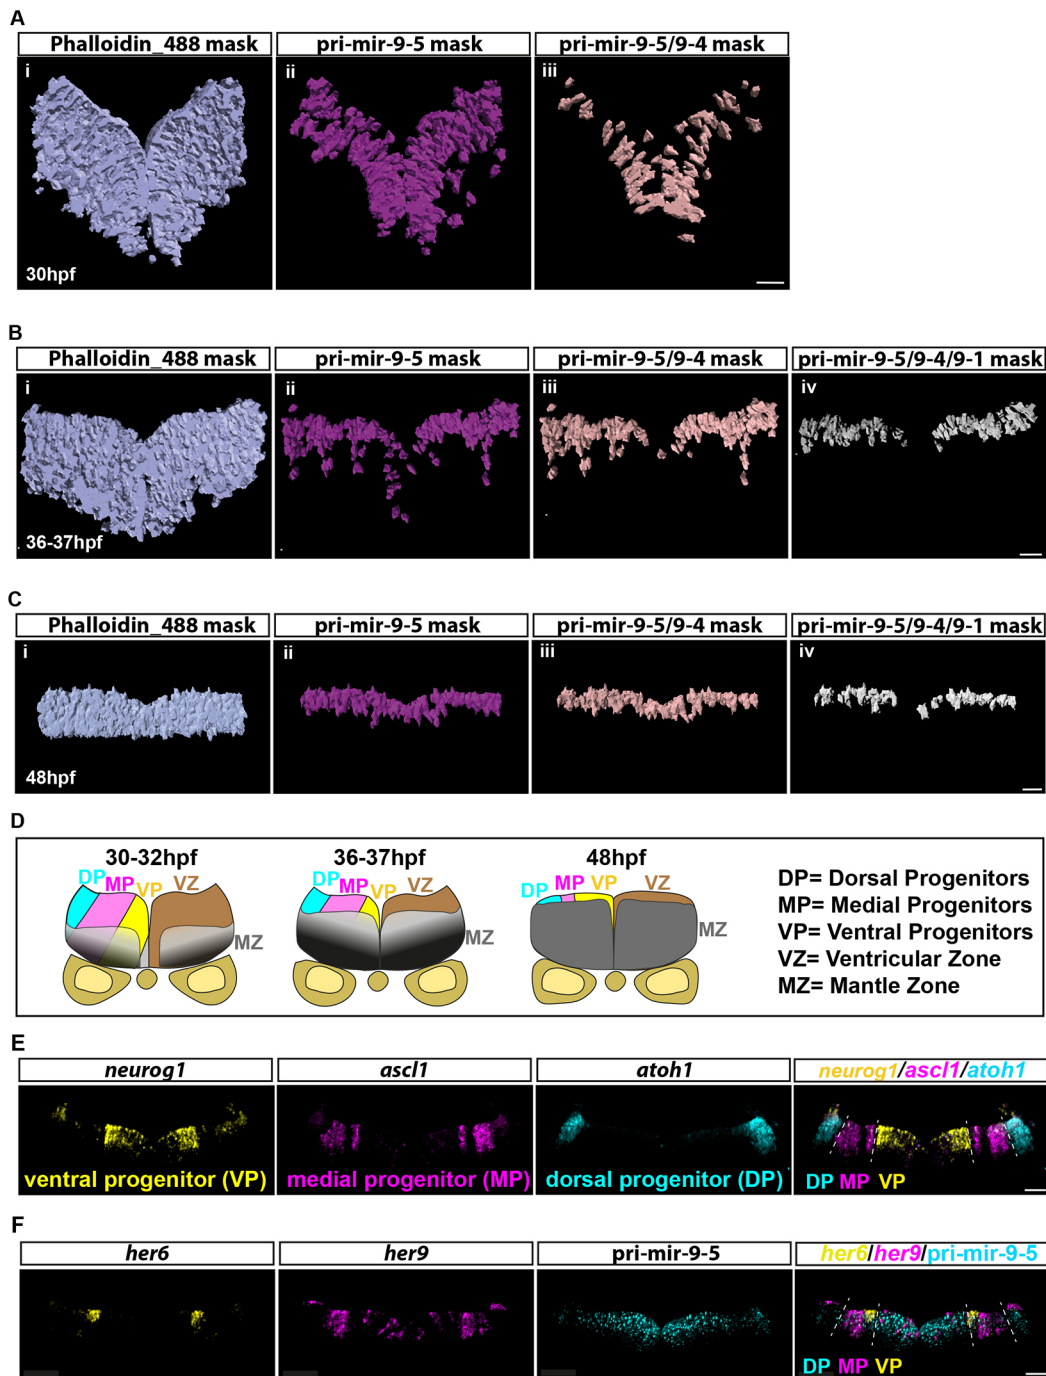 A
Phalloidin_488 mask
pri-mir-9-5 mask
pri-mir-9-5/9-4 mask
i
ii
iii
30hpf
B
Phalloidin_488 mask
pri-mir-9-5 mask
pri-mir-9-5/9-4 mask
pri-mir-9-5/9-4/9-1 mask
i
ii
iii
iv
36-37hpf
C
Phalloidin_488 mask
pri-mir-9-5 mask
pri-mir-9-5/9-4 mask
pri-mir-9-5/9-4/9-1 mask
i
ii
iii
iv
48hpf
D
30-32hpf
DP MP VP VZ
MZ
36-37hpf
DP MP VP VZ
MZ
48hpf
DP MP VP VZ
MZ
DP= Dorsal Progenitors
MP= Medial Progenitors
VP= Ventral Progenitors
VZ= Ventricular Zone
MZ= Mantle Zone
E
neurog1
ascl1
atoh1
neurog1/ascl1/atoh1
ventral progenitor (VP)
medial progenitor (MP)
dorsal progenitor (DP)
DP MP VP
F
her6
her9
pri-mir-9-5
her6/her9/pri-mir-9-5
DP MP VP